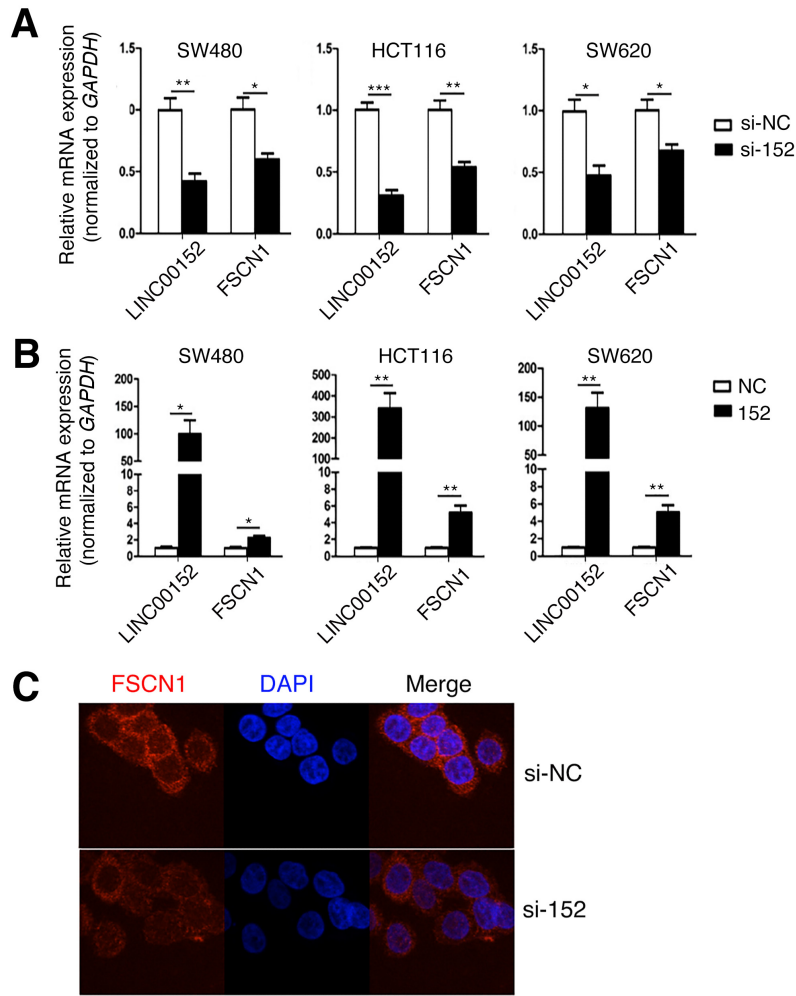 A
Relative mRNA expression
(normalized to GAPDH)
SW480
HCT116
SW620
1.5
0
0.5
0.0
** *
1.5
1.0
0.5
0.0
*** **
1.5
1.0
0.5
0.0
* *
si-NC
si-152
LINC00152
FSCN1
LINC00152
FSCN1
LINC00152
FSCN1
B
Relative mRNA expression
(normalized to GAPDH)
SW480
HCT116
SW620
200
150
100
50
10
8
6
4
2
0
* *
500
400
300
200
100
10
8
6
4
2
0
** **
200
150
100
50
10
8
6
4
2
0
** **
NC
152
LINC00152
FSCN1
LINC00152
FSCN1
LINC00152
FSCN1
C
FSCN1
DAPI
Merge
si-NC
si-152